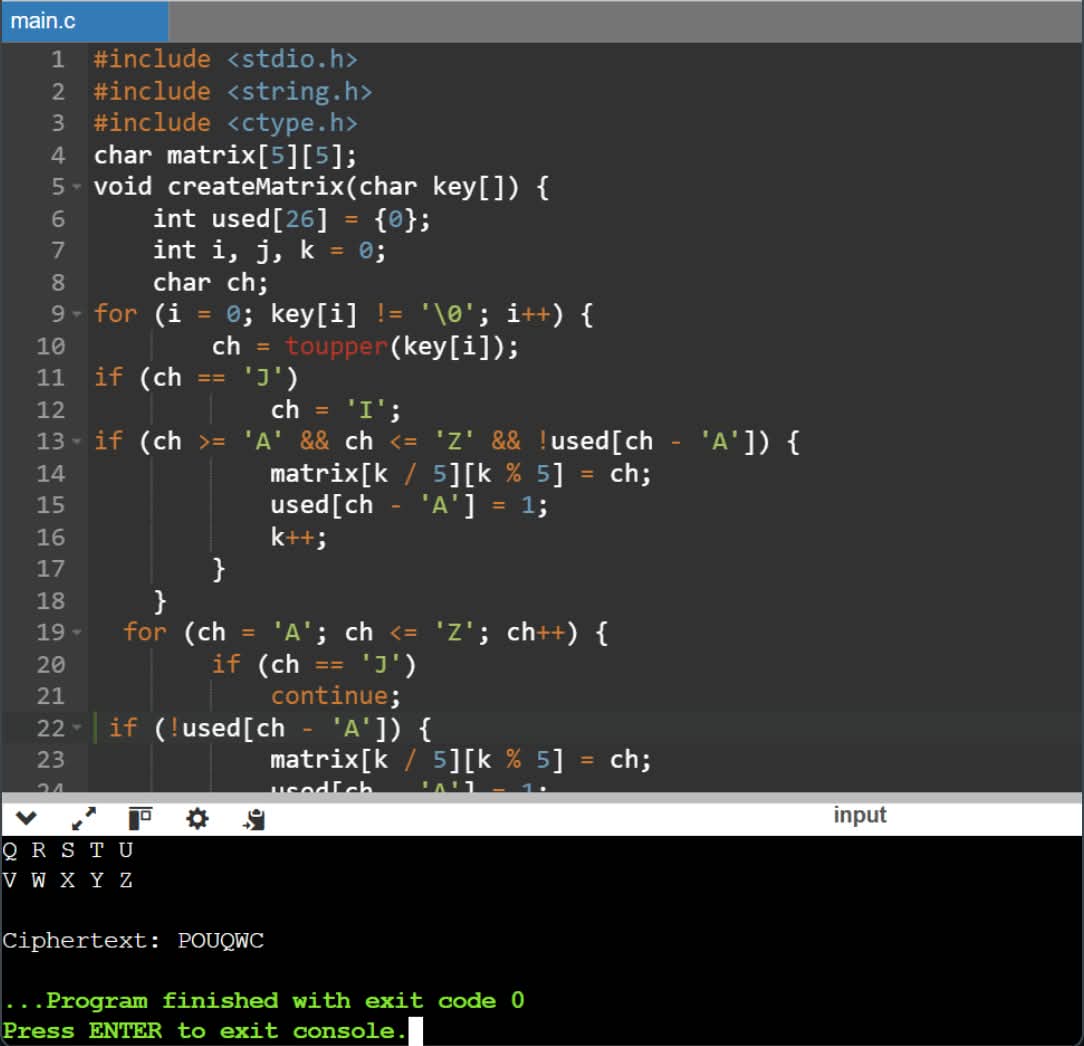 main.c
1 #include <stdio.h>
2 #include <string.h>
3 #include <ctype.h>
4 char matrix[5][5];
5 void createMatrix(char key[]) {
6     int used[26] = {0};
7     int i, j, k = 0;
8     char ch;
9 for (i = 0; key[i] != '\0'; i++) {
10         ch = toupper(key[i]);
11 if (ch == 'J')
12             ch = 'I';
13 if (ch >= 'A' && ch <= 'Z' && !used[ch - 'A']) {
14             matrix[k / 5][k % 5] = ch;
15             used[ch - 'A'] = 1;
16             k++;
17         }
18     }
19   for (ch = 'A'; ch <= 'Z'; ch++) {
20         if (ch == 'J')
21             continue;
22  if (!used[ch - 'A']) {
23             matrix[k / 5][k % 5] = ch;
24             used[ch - 'A'] = 1;
input
Q R S T U
V W X Y Z
Ciphertext: POUQWC
...Program finished with exit code 0
Press ENTER to exit console.